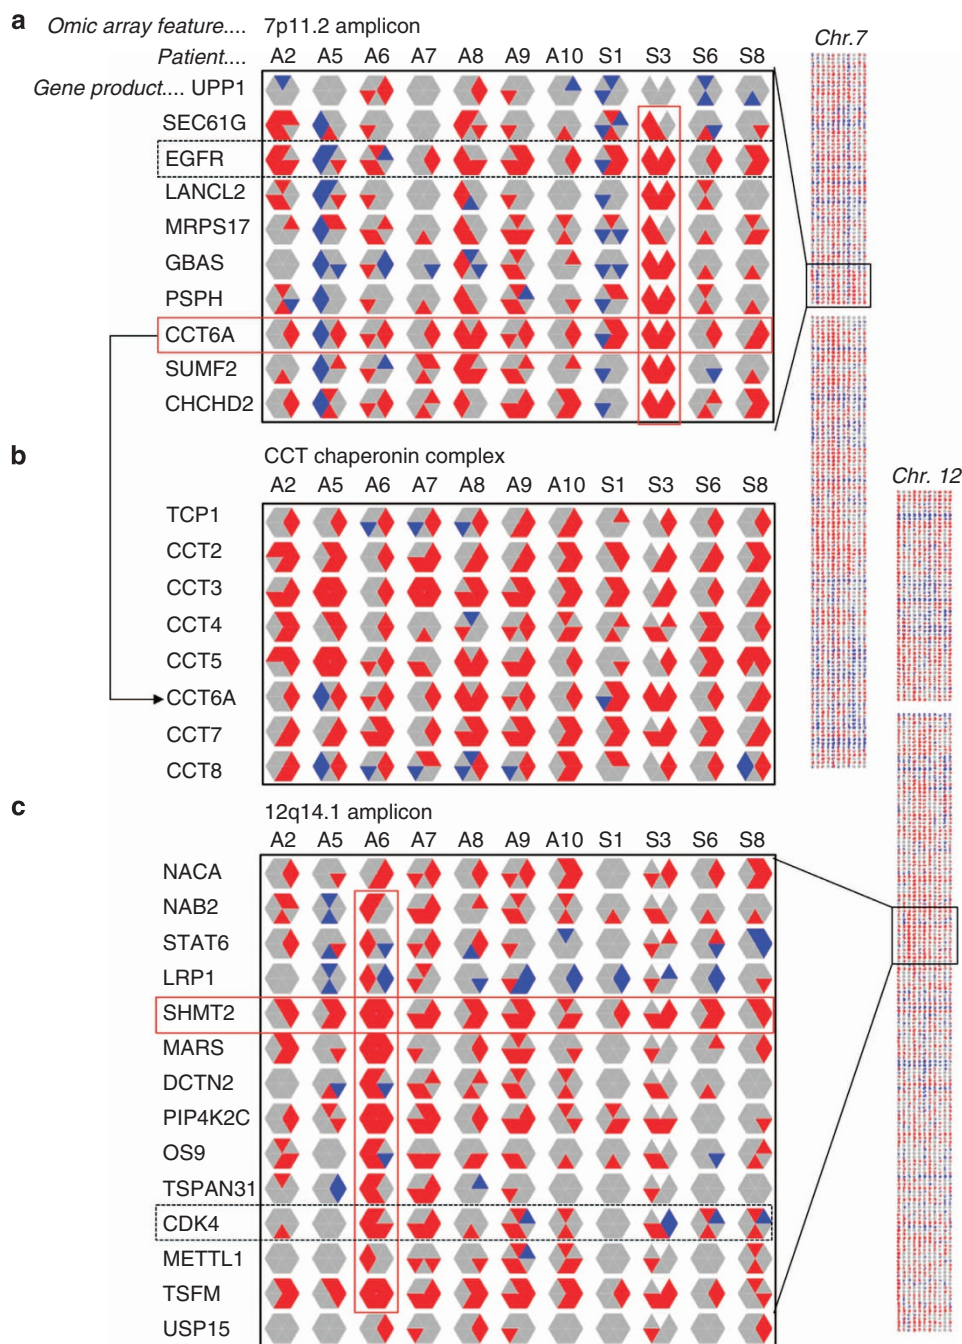 a
Omic array feature.... 7p11.2 amplicon
Patient.... A2 A5 A6 A7 A8 A9 A10 S1 S3 S6 S8
Chr.7
Gene product.... UPP1
SEC61G
EGFR
LANCL2
MRPS17
GBAS
PSPH
CCT6A
SUMF2
CHCHD2
b
CCT chaperonin complex
A2 A5 A6 A7 A8 A9 A10 S1 S3 S6 S8
Chr. 12
TCP1
CCT2
CCT3
CCT4
CCT5
CCT6A
CCT7
CCT8
c
12q14.1 amplicon
A2 A5 A6 A7 A8 A9 A10 S1 S3 S6 S8
NACA
NAB2
STAT6
LRP1
SHMT2
MARS
DCTN2
PIP4K2C
OS9
TSPAN31
CDK4
METTL1
TSFM
USP15